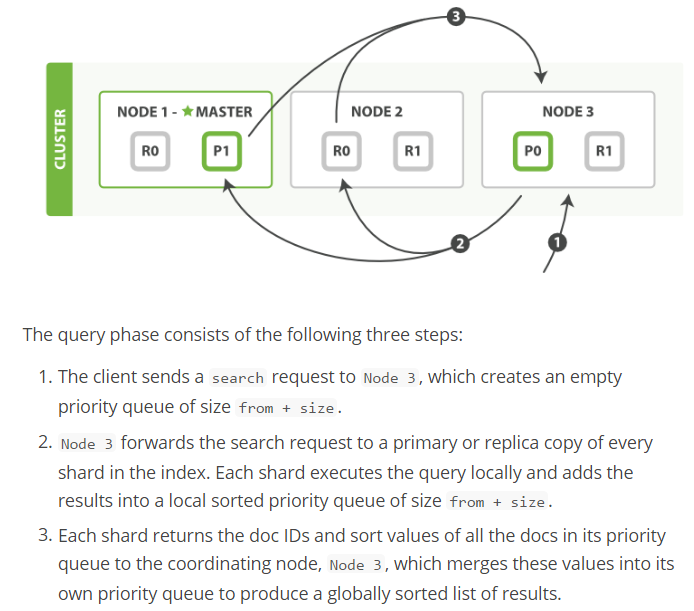 3
CLUSTER
NODE 1 - ★ MASTER
R0
P1
NODE 2
R0
R1
NODE 3
P0
R1
2
1
The query phase consists of the following three steps:
1. The client sends a search request to Node 3, which creates an empty
priority queue of size from + size.
2. Node 3 forwards the search request to a primary or replica copy of every
shard in the index. Each shard executes the query locally and adds the
results into a local sorted priority queue of size from + size.
3. Each shard returns the doc IDs and sort values of all the docs in its priority
queue to the coordinating node, Node 3, which merges these values into its
own priority queue to produce a globally sorted list of results.